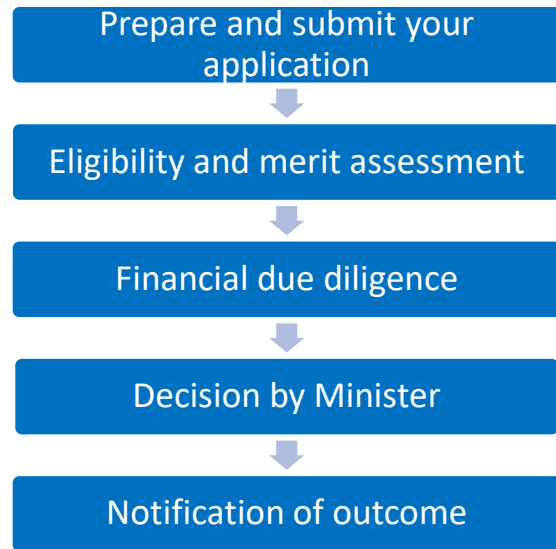 Prepare and submit your
application
Eligibility and merit assessment
Financial due diligence
Decision by Minister
Notification of outcome